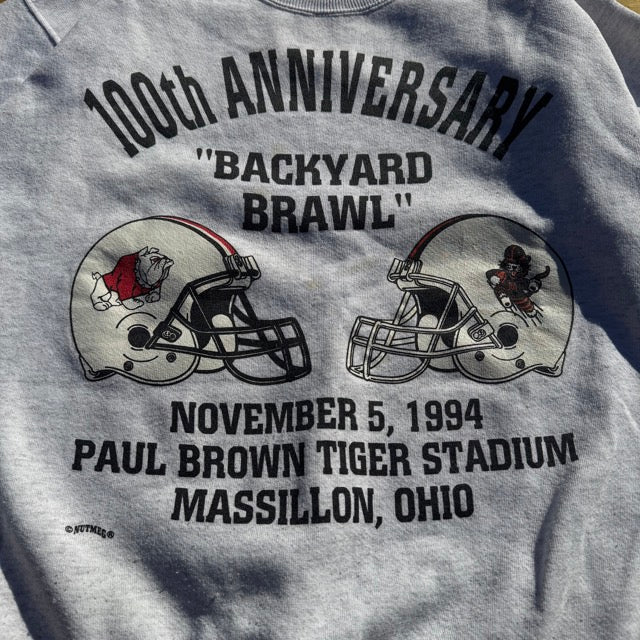 100th ANNIVERSARY
"BACKYARD
BRAWL"
NOVEMBER 5, 1994
PAUL BROWN TIGER STADIUM
MASSILLON, OHIO
© NUTMEG ®